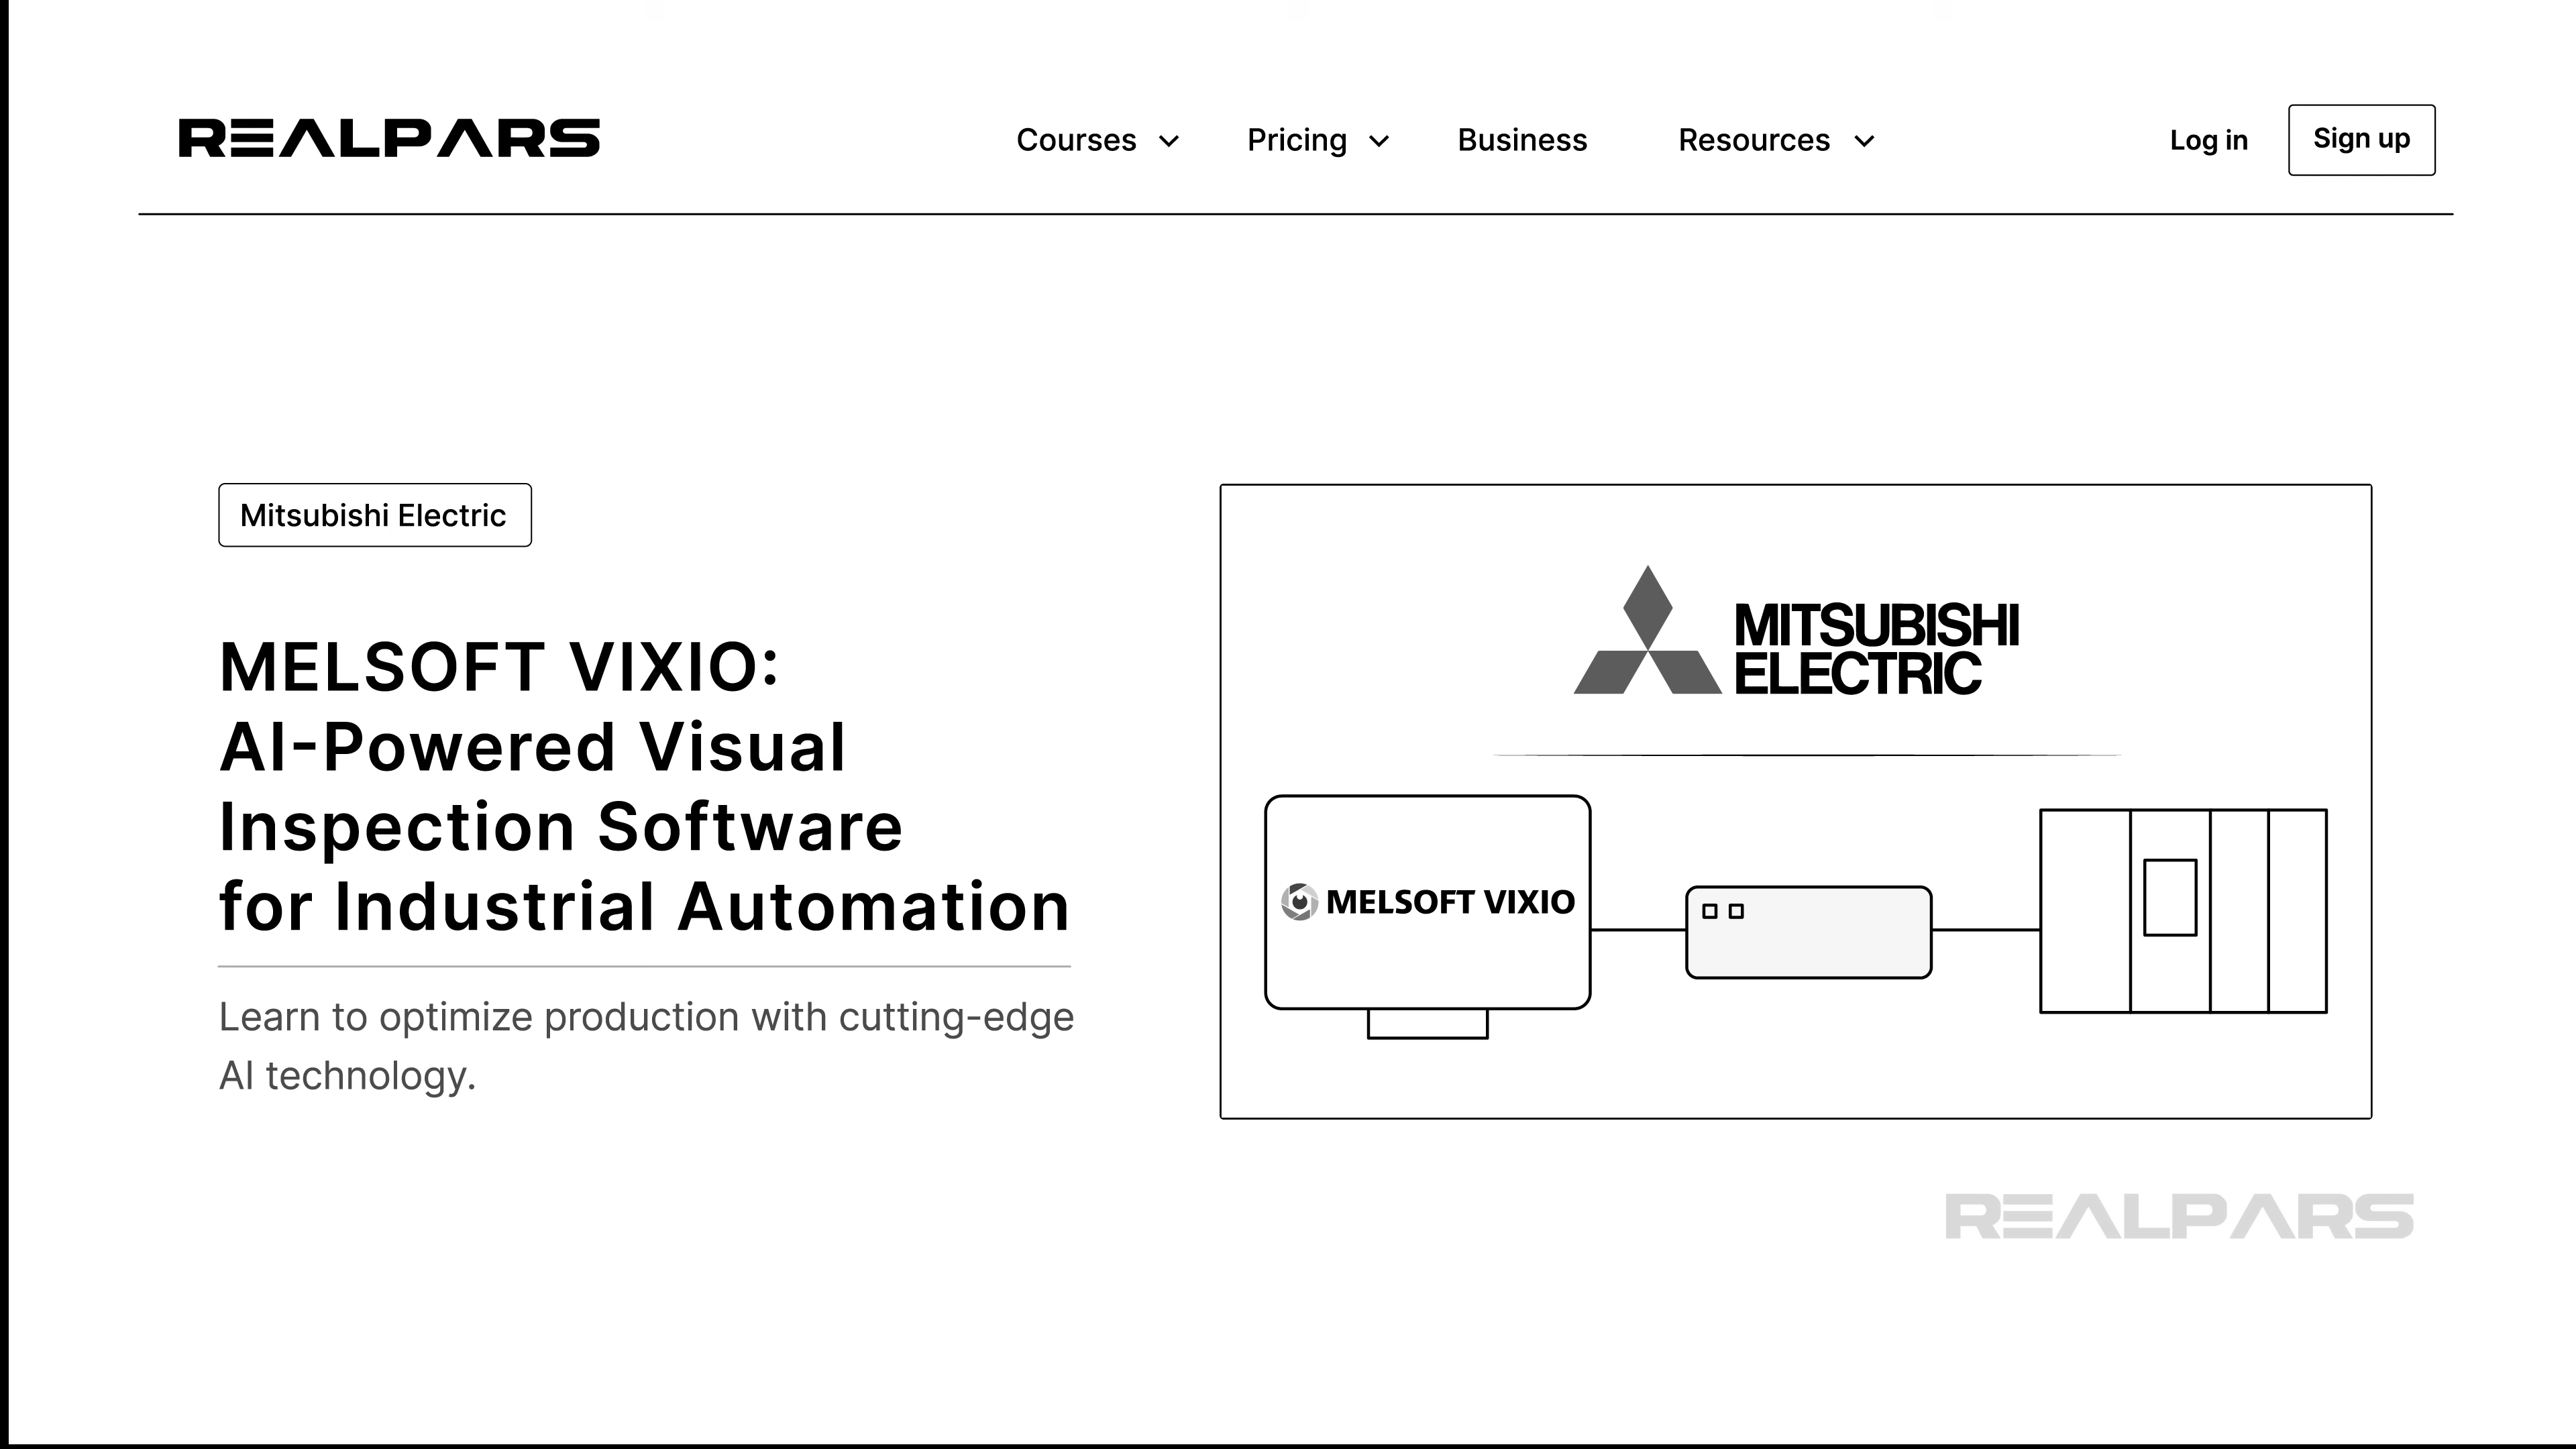 REALPARS
Courses
Pricing
Business
Resources
Log in
Sign up
Mitsubishi Electric
MELSOFT VIXIO:
AI-Powered Visual
Inspection Software
for Industrial Automation
Learn to optimize production with cutting-edge
AI technology.
MITSUBISHI
ELECTRIC
MELSOFT VIXIO
REALPARS